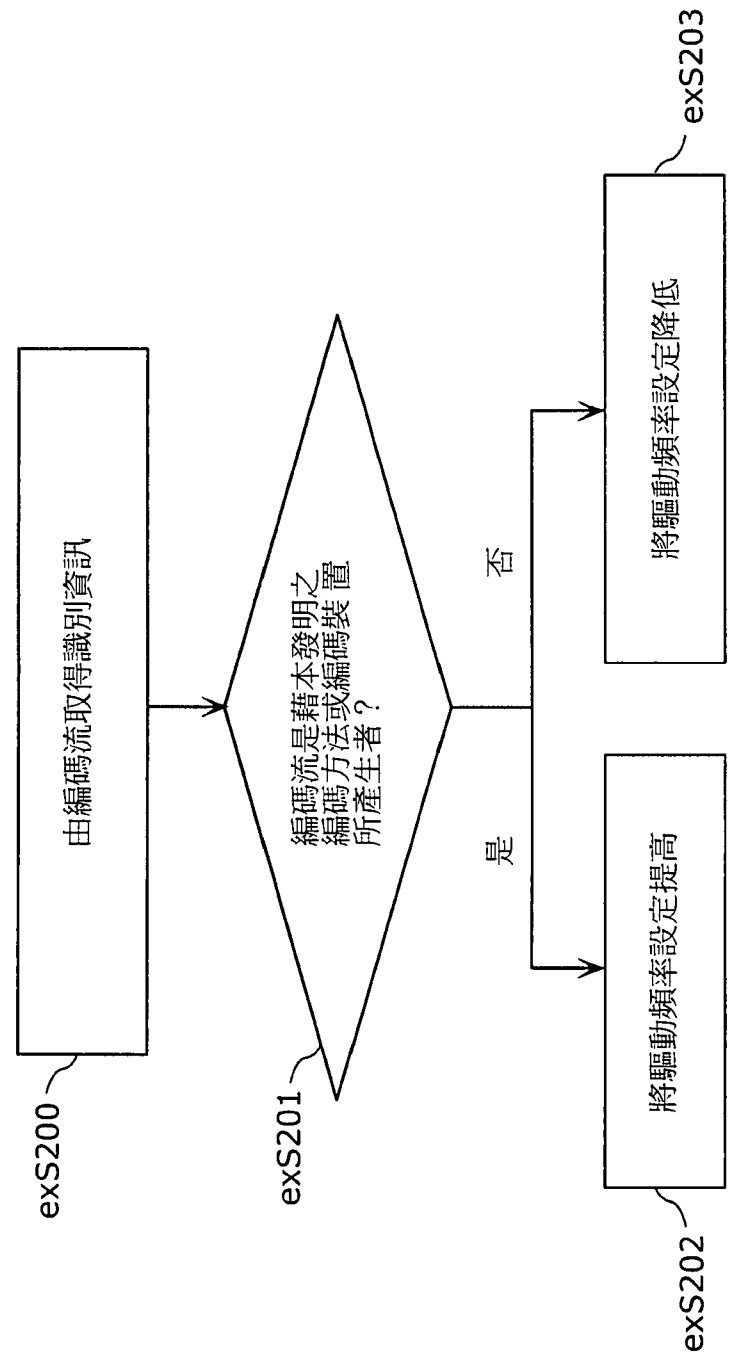 exS200
由編碼流取得識別資訊
exS201
編碼流是藉本發明之
編碼方法或編碼裝置
所產生者？
是
否
exS202
將驅動頻率設定提高
將驅動頻率設定降低
exS203